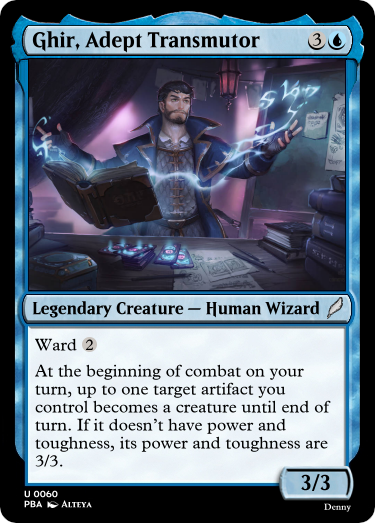 Ghir, Adept Transmutor 3
Legendary Creature — Human Wizard
Ward 2
At the beginning of combat on your
turn, up to one target artifact you
control becomes a creature until end of
turn. If it doesn't have power and
toughness, its power and toughness are
3/3.
3/3
U 0060
PBA ALTEYA
Denny